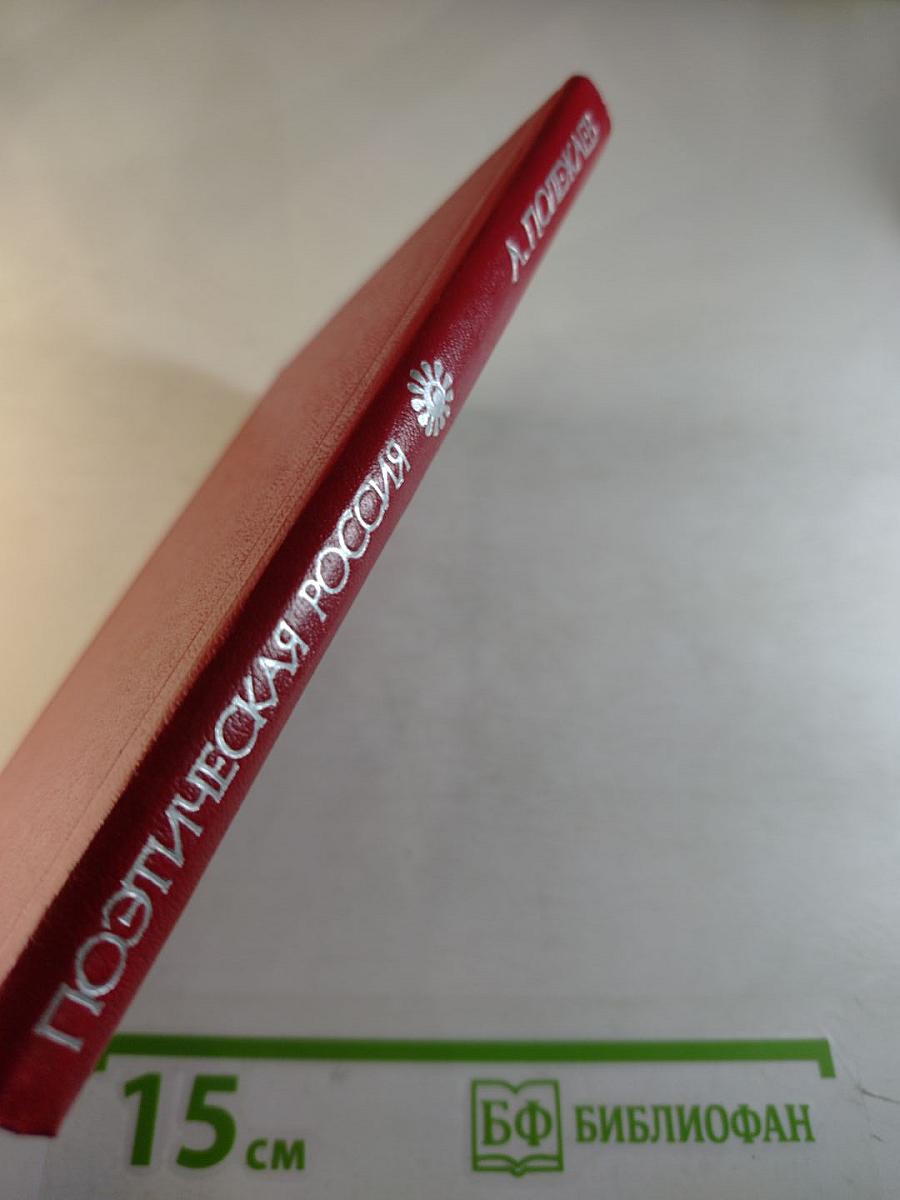 ПОЭТИЧЕСКАЯ РОССИЯ
А. ПОЛЕЖАЕВ
15 см
БФ БИБЛИОФАН